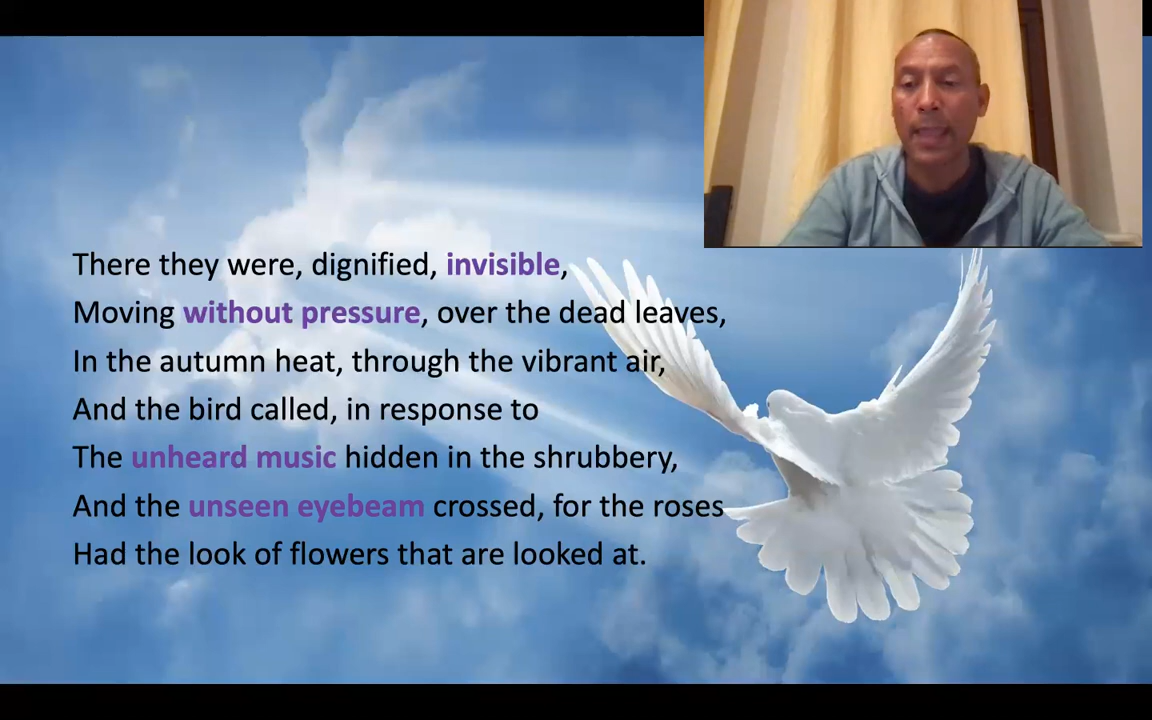 There they were, dignified, invisible,
Moving without pressure, over the dead leaves,
In the autumn heat, through the vibrant air,
And the bird called, in response to
The unheard music hidden in the shrubbery,
And the unseen eyebeam crossed, for the roses
Had the look of flowers that are looked at.